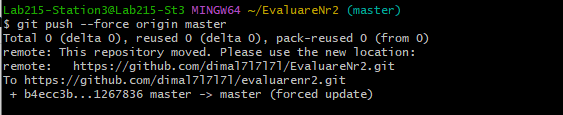 Lab215-Station3@Lab215-St3 MINGW64 ~/EvaluareNr2 (master)
$ git push --force origin master
Total 0 (delta 0), reused 0 (delta 0), pack-reused 0 (from 0)
remote: This repository moved. Please use the new location:
remote:   https://github.com/dimal7l7l7l/EvaluareNr2.git
To https://github.com/dimal7l7l7l/evaluarenr2.git
 + b4ecc3b...1267836 master -> master (forced update)